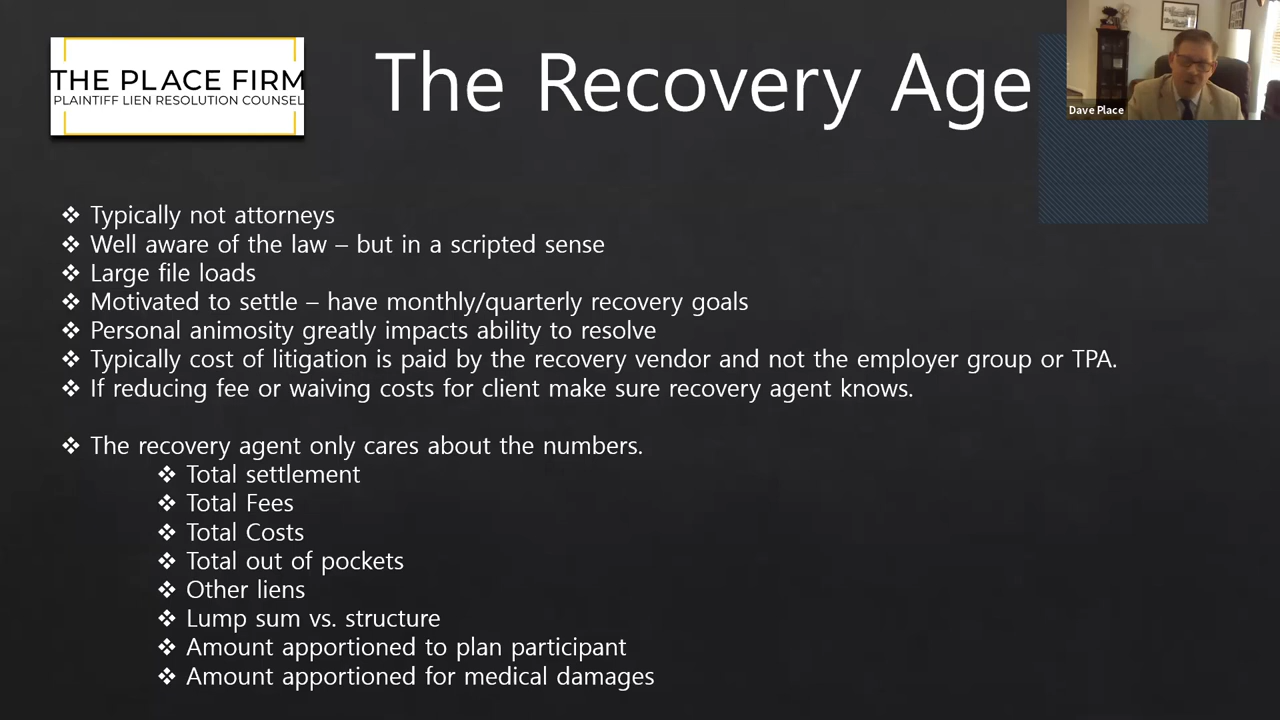 THE PLACE FIRM
PLAINTIFF LIEN RESOLUTION COUNSEL
The Recovery Age
Dave Place
❖ Typically not attorneys
❖ Well aware of the law – but in a scripted sense
❖ Large file loads
❖ Motivated to settle – have monthly/quarterly recovery goals
❖ Personal animosity greatly impacts ability to resolve
❖ Typically cost of litigation is paid by the recovery vendor and not the employer group or TPA.
❖ If reducing fee or waiving costs for client make sure recovery agent knows.
❖ The recovery agent only cares about the numbers.
❖ Total settlement
❖ Total Fees
❖ Total Costs
❖ Total out of pockets
❖ Other liens
❖ Lump sum vs. structure
❖ Amount apportioned to plan participant
❖ Amount apportioned for medical damages